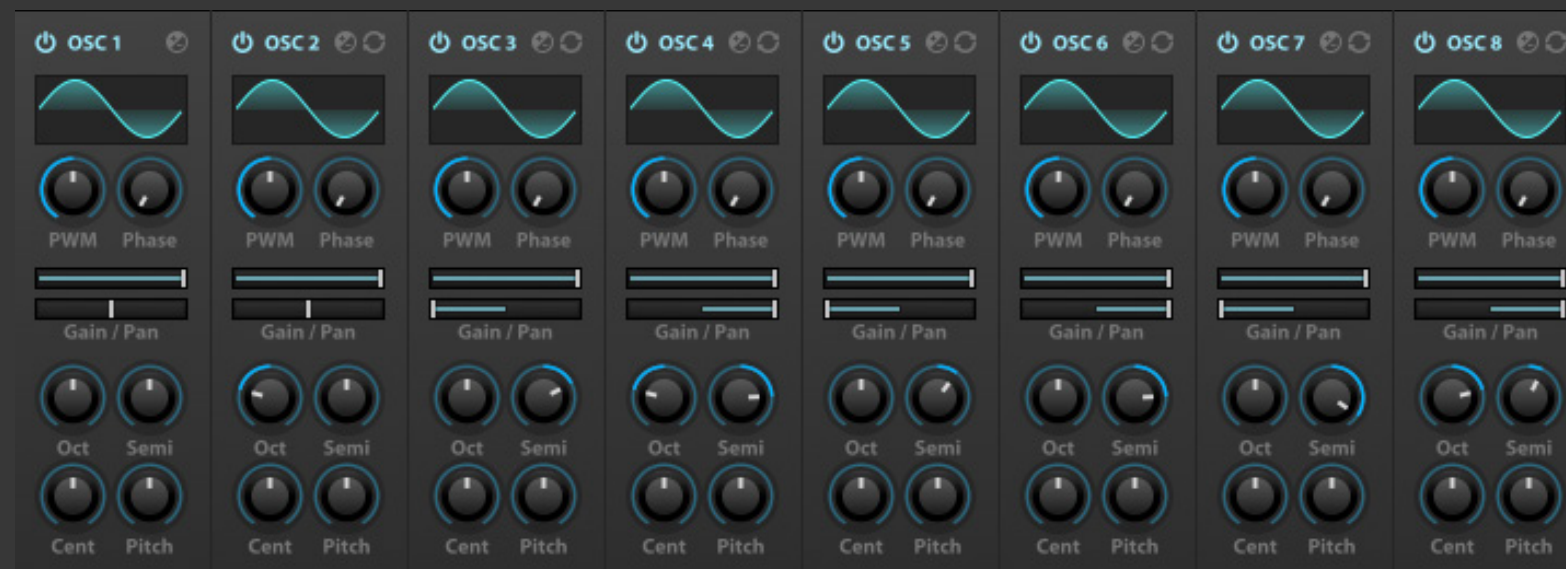 OSC 1 OSC 2 OSC 3 OSC 4 OSC 5 OSC 6 OSC 7 OSC 8
PWM Phase PWM Phase PWM Phase PWM Phase PWM Phase PWM Phase PWM Phase PWM Phase
Gain / Pan Gain / Pan Gain / Pan Gain / Pan Gain / Pan Gain / Pan Gain / Pan Gain / Pan
Oct Semi Oct Semi Oct Semi Oct Semi Oct Semi Oct Semi Oct Semi Oct Semi
Cent Pitch Cent Pitch Cent Pitch Cent Pitch Cent Pitch Cent Pitch Cent Pitch Cent Pitch